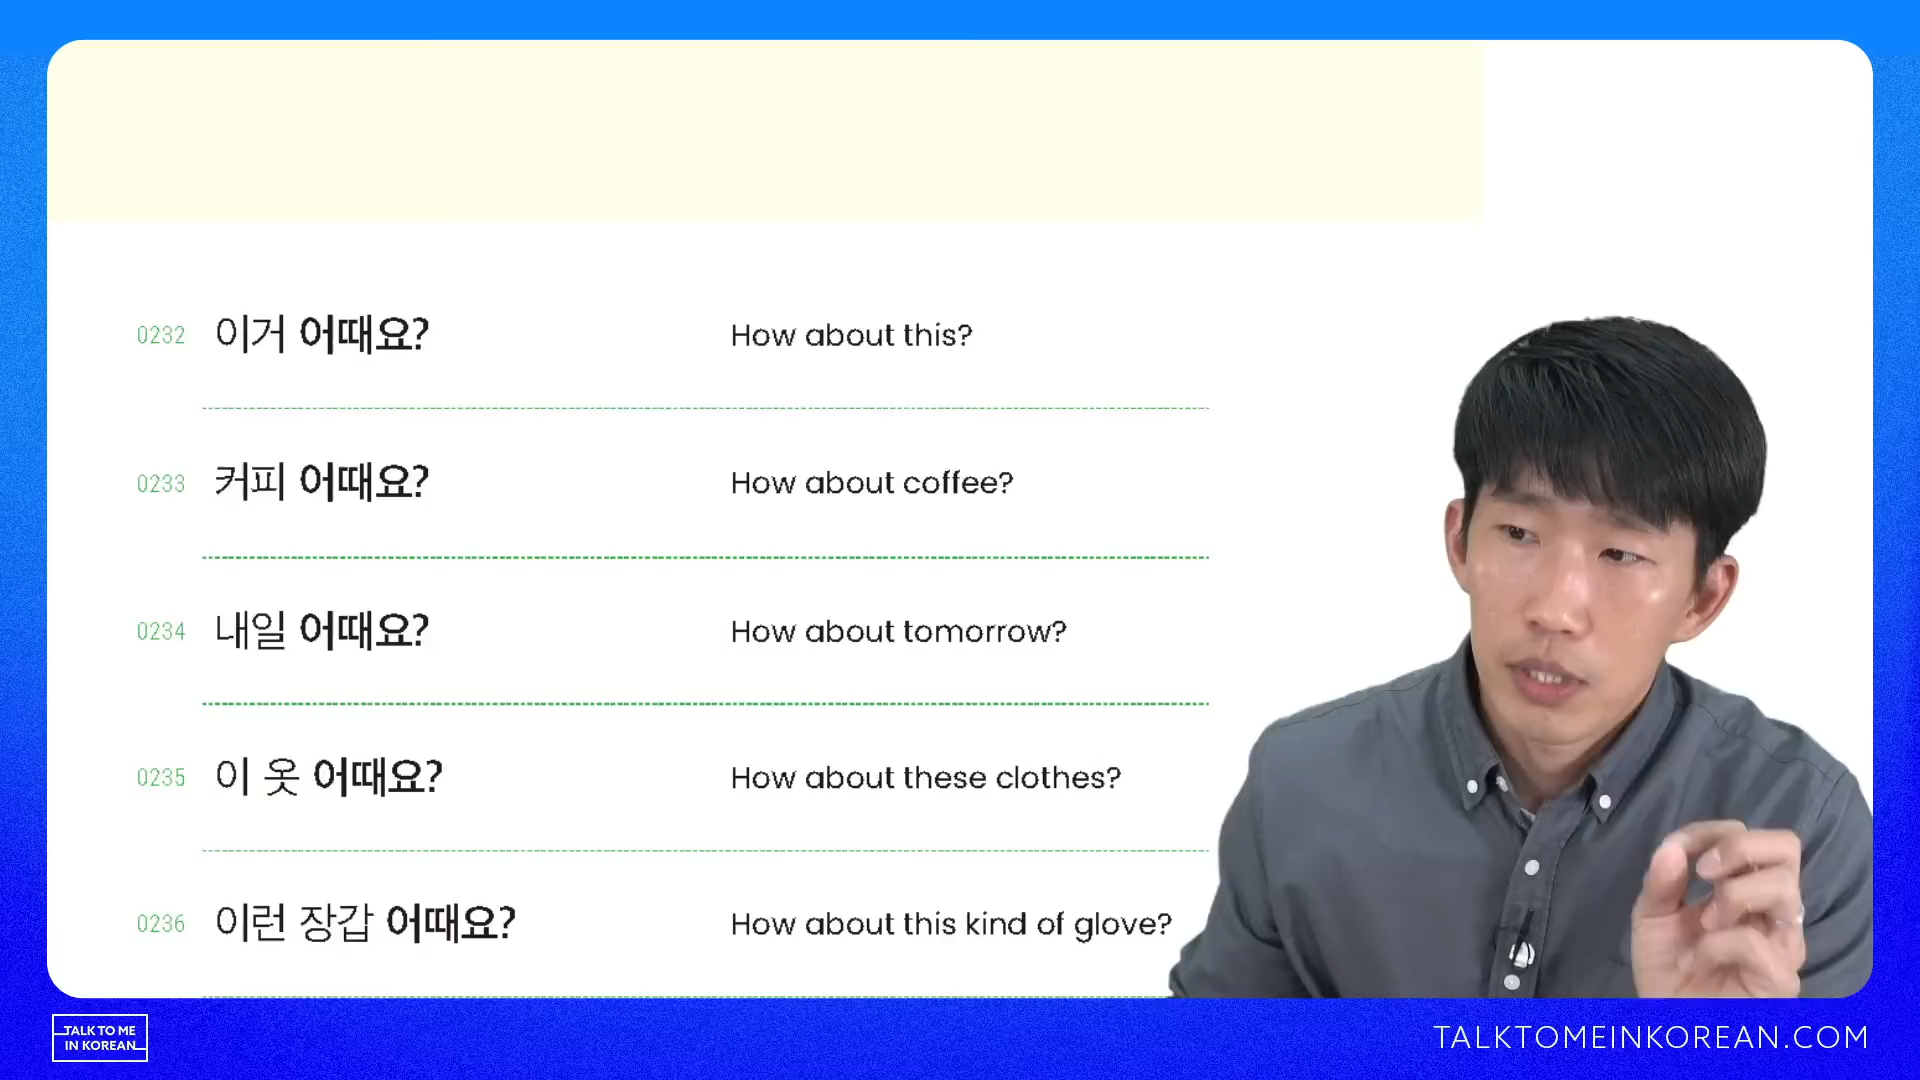 0232 이거 어때요? How about this?
0233 커피 어때요? How about coffee?
0234 내일 어때요? How about tomorrow?
0235 이 옷 어때요? How about these clothes?
0236 이런 장갑 어때요? How about this kind of glove?
TALK TO ME
IN KOREAN
TALKTOMEINKOREAN.COM